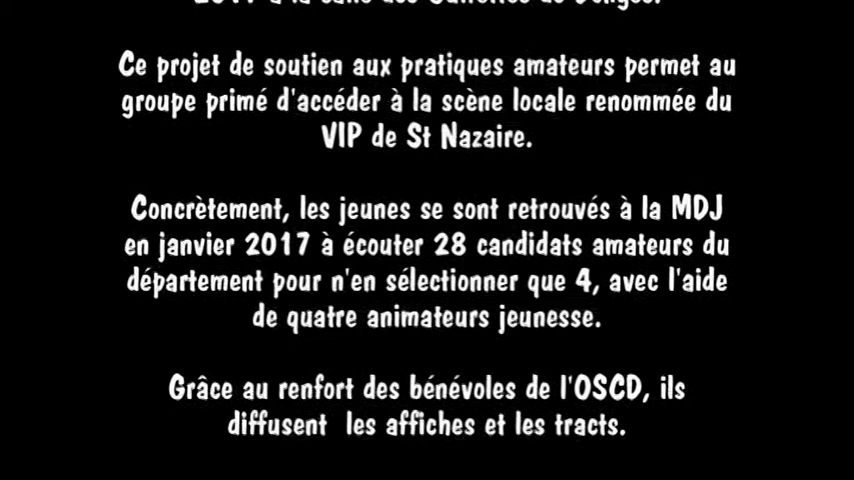 Ce projet de soutien aux pratiques amateurs permet au
groupe primé d'accéder à la scène locale renommée du
VIP de St Nazaire.
Concrètement, les jeunes se sont retrouvés à la MDJ
en janvier 2017 à écouter 28 candidats amateurs du
département pour n'en sélectionner que 4, avec l'aide
de quatre animateurs jeunesse.
Grâce au renfort des bénévoles de l'OSCD, ils
diffusent les affiches et les tracts.